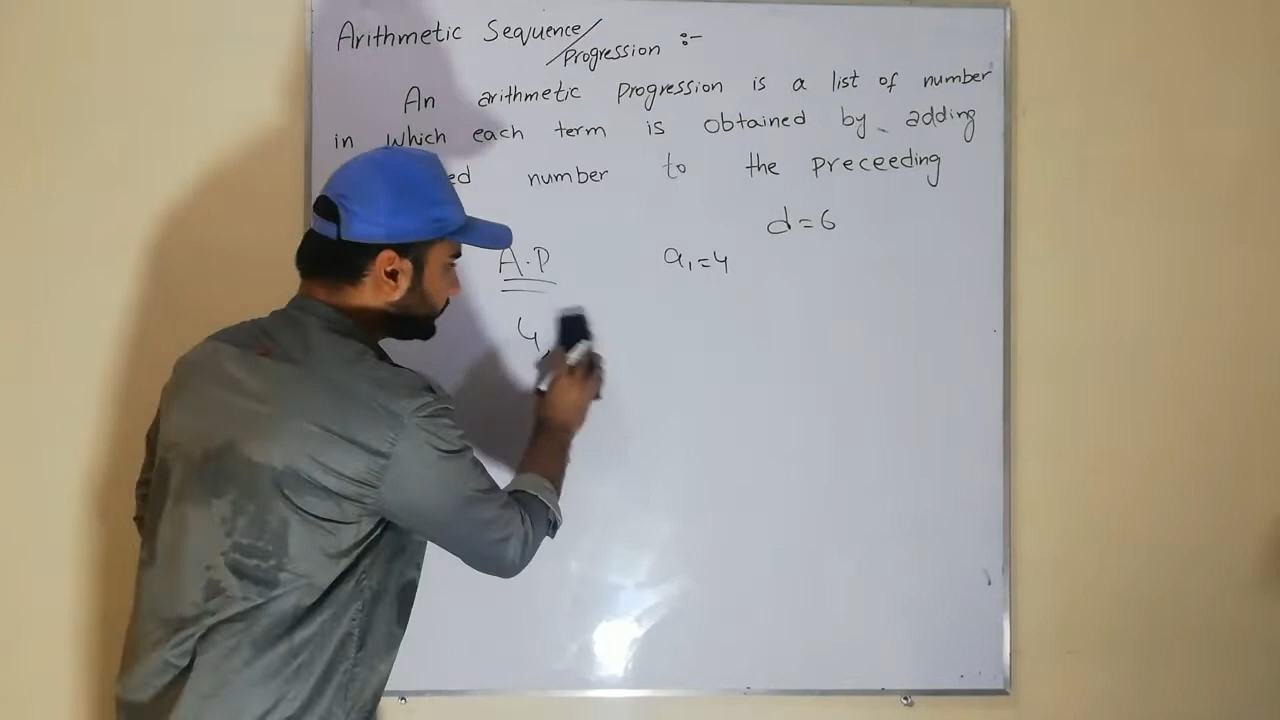 Arithmetic Sequence/
Progression :-
An arithmetic Progression is a list of number
in which each term is obtained by adding
number to the preceeding
d=6
A.P a₁=4
4,